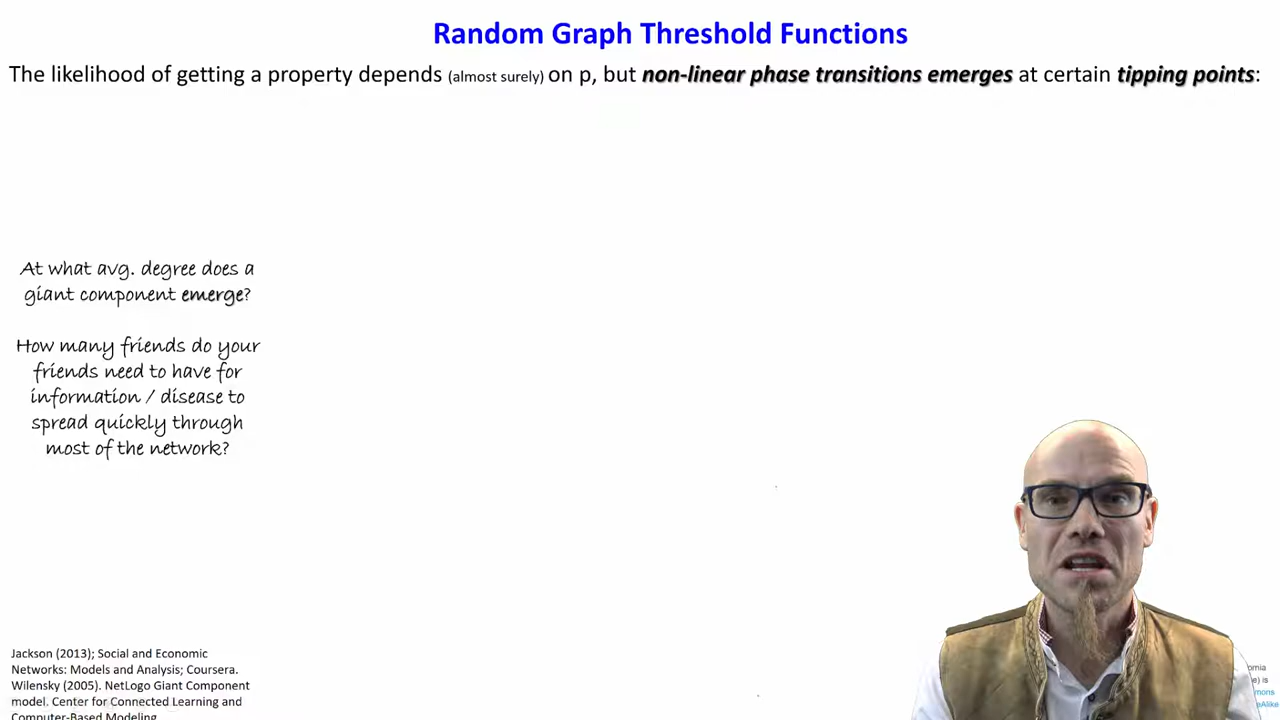 Random Graph Threshold Functions
The likelihood of getting a property depends (almost surely) on p, but non-linear phase transitions emerges at certain tipping points:
At what avg. degree does a
giant component emerge?
How many friends do your
friends need to have for
information / disease to
spread quickly through
most of the network?
Jackson (2013); Social and Economic
Networks: Models and Analysis; Coursera.
Wilensky (2005). NetLogo Giant Component
model. Center for Connected Learning and
Computer-Based Modeling